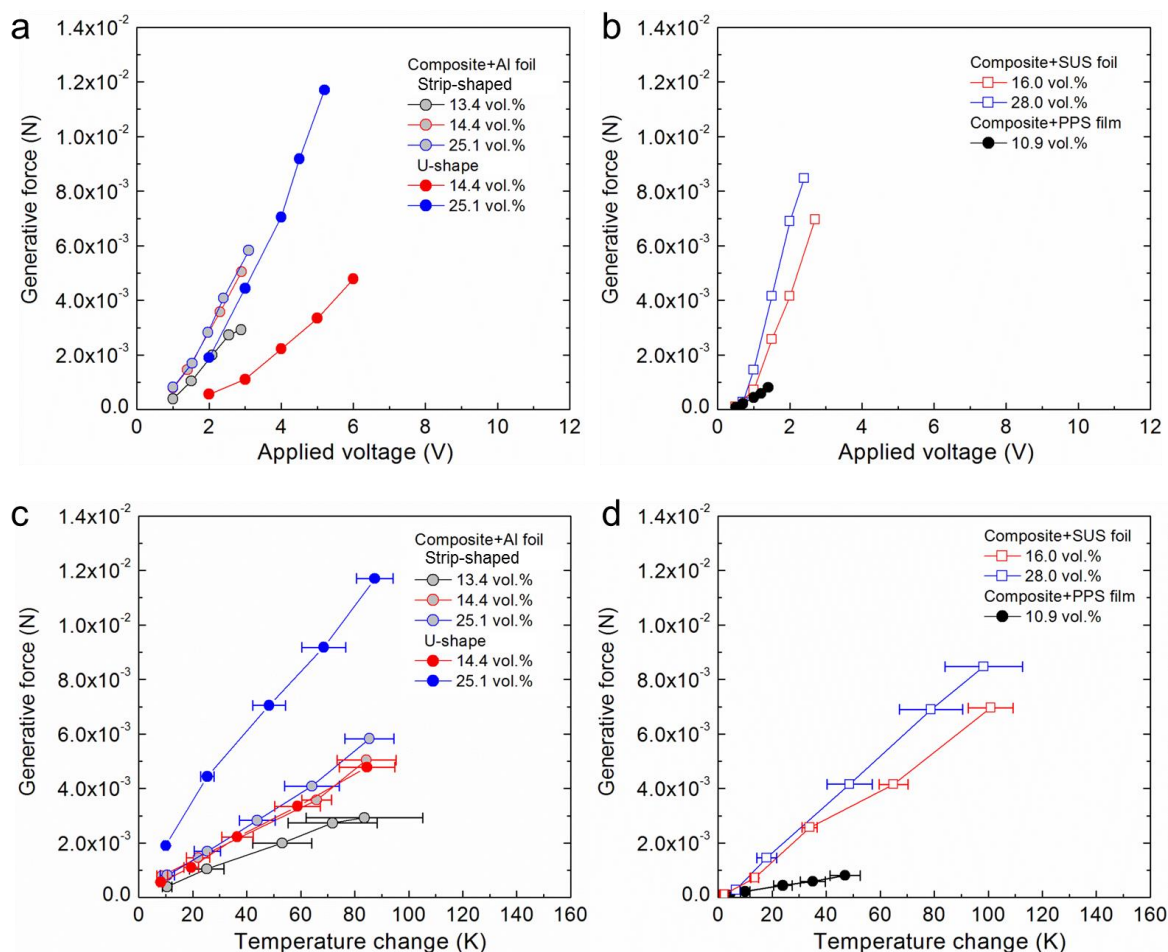 a
Generative force (N)
1.4x10-2
1.2x10-2
1.0x10-2
8.0x10-3
6.0x10-3
4.0x10-3
2.0x10-3
0.0
0 2 4 6 8 10 12
Applied voltage (V)
Composite+Al foil
Strip-shaped
13.4 vol.%
14.4 vol.%
25.1 vol.%
U-shape
14.4 vol.%
25.1 vol.%
b
Generative force (N)
1.4x10-2
1.2x10-2
1.0x10-2
8.0x10-3
6.0x10-3
4.0x10-3
2.0x10-3
0.0
0 2 4 6 8 10 12
Applied voltage (V)
Composite+SUS foil
16.0 vol.%
28.0 vol.%
Composite+PPS film
10.9 vol.%
c
Generative force (N)
1.4x10-2
1.2x10-2
1.0x10-2
8.0x10-3
6.0x10-3
4.0x10-3
2.0x10-3
0.0
0 20 40 60 80 100 120 140 160
Temperature change (K)
Composite+Al foil
Strip-shaped
13.4 vol.%
14.4 vol.%
25.1 vol.%
U-shape
14.4 vol.%
25.1 vol.%
d
Generative force (N)
1.4x10-2
1.2x10-2
1.0x10-2
8.0x10-3
6.0x10-3
4.0x10-3
2.0x10-3
0.0
0 20 40 60 80 100 120 140 160
Temperature change (K)
Composite+SUS foil
16.0 vol.%
28.0 vol.%
Composite+PPS film
10.9 vol.%